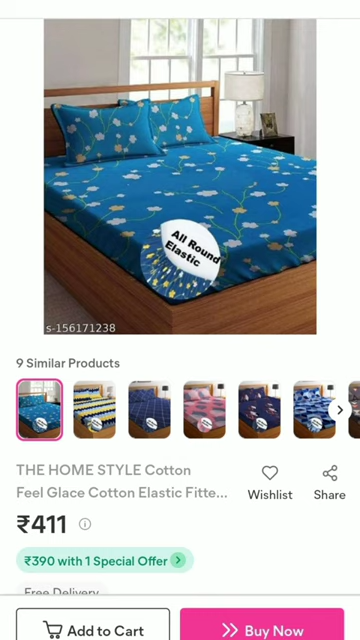 All Round
Elastic
s-156171238
9 Similar Products
THE HOME STYLE Cotton
Feel Glace Cotton Elastic Fitte...
Wishlist
Share
₹411
₹390 with 1 Special Offer
Free Delivery
Add to Cart
Buy Now